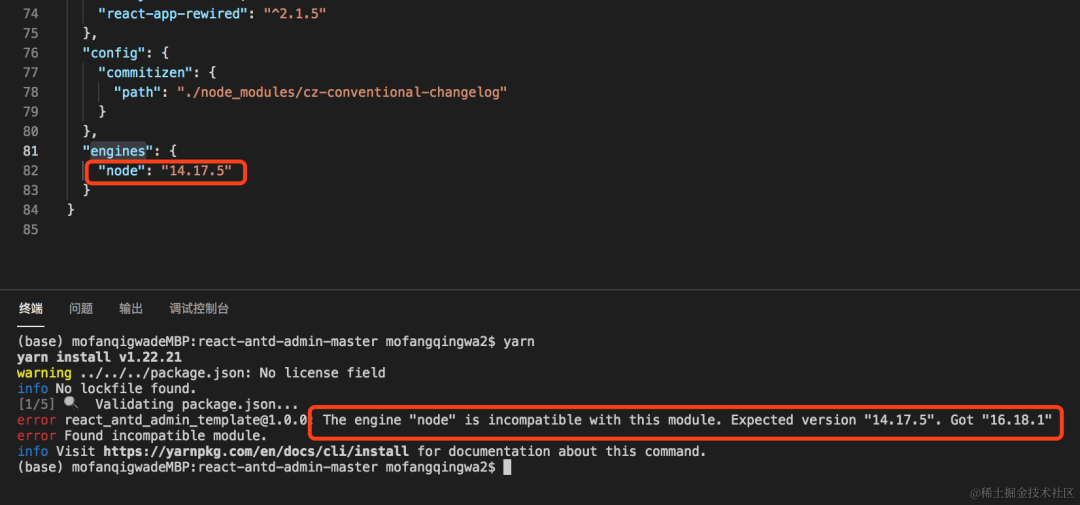 74 "react-app-rewired": "^2.1.5"
75 },
76 "config": {
77 "commitizen": {
78 "path": "./node_modules/cz-conventional-changelog"
79 }
80 },
81 "engines": {
82 "node": "14.17.5"
83 }
84 }
85
终端 问题 输出 调试控制台
(base) mofanqigwadeMBP:react-antd-admin-master mofangqingwa2$ yarn
yarn install v1.22.21
warning ../../../package.json: No license field
info No lockfile found.
[1/5] 🔍 Validating package.json...
error react_antd_admin_template@1.0.0: The engine "node" is incompatible with this module. Expected version "14.17.5". Got "16.18.1"
error Found incompatible module.
info Visit https://yarnpkg.com/en/docs/cli/install for documentation about this command.
(base) mofanqigwadeMBP:react-antd-admin-master mofangqingwa2$
@稀土掘金技术社区